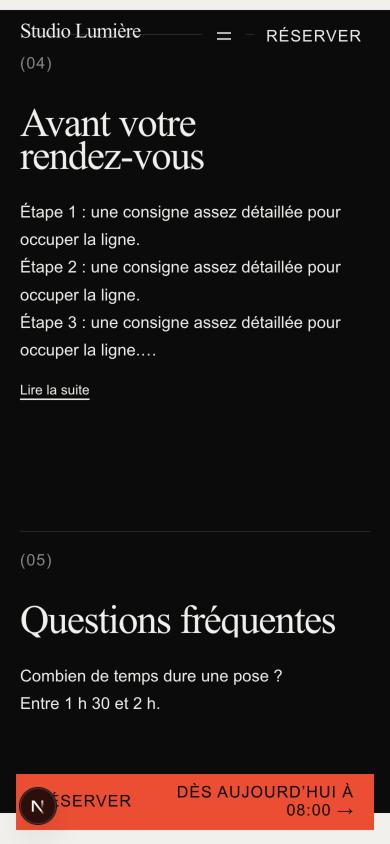 Studio Lumière
RÉSERVER
(04)
Avant votre
rendez-vous
Étape 1 : une consigne assez détaillée pour
occuper la ligne.
Étape 2 : une consigne assez détaillée pour
occuper la ligne.
Étape 3 : une consigne assez détaillée pour
occuper la ligne.…
Lire la suite
(05)
Questions fréquentes
Combien de temps dure une pose ?
Entre 1 h 30 et 2 h.
N
ÉSERVER
DÈS AUJOURD'HUI À
08:00 →